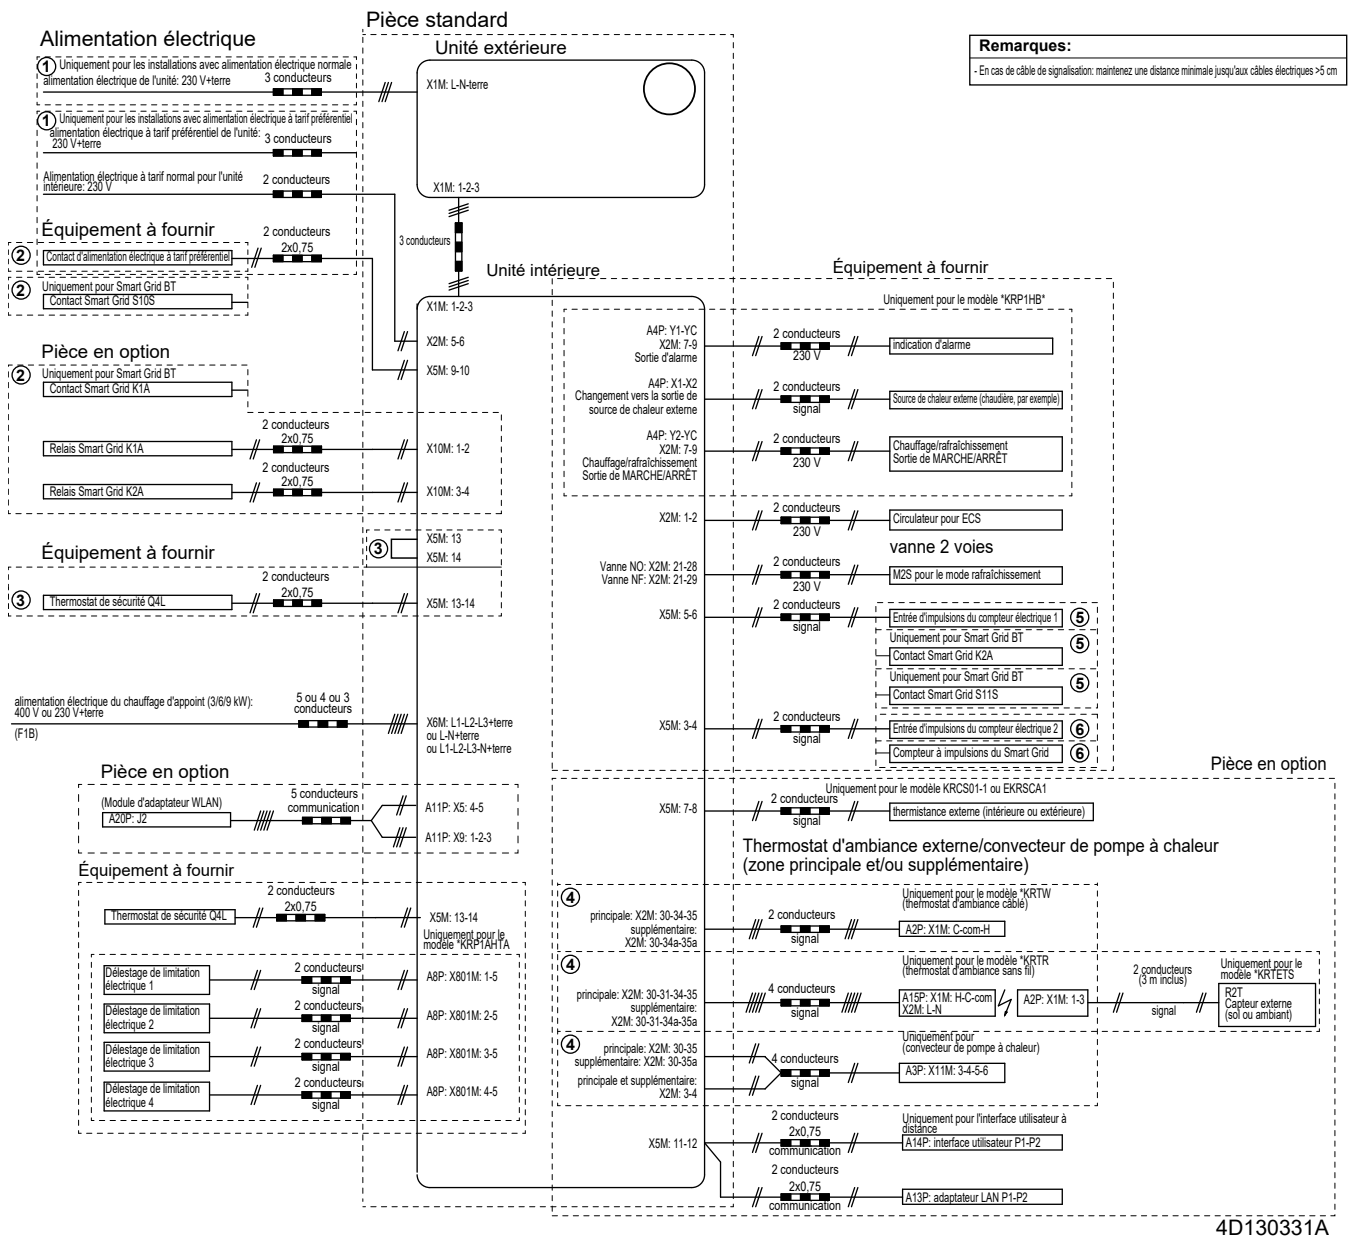 Pièce standard
Alimentation électrique
Unité extérieure
Remarques:
- En cas de câble de signalisation: maintenez une distance minimale jusqu'aux câbles électriques >5 cm
1 Uniquement pour les installations avec alimentation électrique normale
alimentation électrique de l'unité: 230 V+terre
3 conducteurs
X1M: L-N-terre
1 Uniquement pour les installations avec alimentation électrique à tarif préférentiel
alimentation électrique à tarif préférentiel de l'unité:
230 V+terre
3 conducteurs
Alimentation électrique à tarif normal pour l'unité
intérieure: 230 V
2 conducteurs
X1M: 1-2-3
3 conducteurs
Équipement à fournir
2 conducteurs
2x0,75
2 Contact d'alimentation électrique à tarif préférentiel
2 Uniquement pour Smart Grid BT
Contact Smart Grid S10S
Unité intérieure
X1M: 1-2-3
X2M: 5-6
X5M: 9-10
Pièce en option
2 Uniquement pour Smart Grid BT
Contact Smart Grid K1A
2 conducteurs
2x0,75
Relais Smart Grid K1A
X10M: 1-2
2 conducteurs
2x0,75
Relais Smart Grid K2A
X10M: 3-4
3
X5M: 13
X5M: 14
Équipement à fournir
2 conducteurs
2x0,75
3 Thermostat de sécurité Q4L
X5M: 13-14
alimentation électrique du chauffage d'appoint (3/6/9 kW):
400 V ou 230 V+terre
(F1B)
5 ou 4 ou 3
conducteurs
X6M: L1-L2-L3+terre
ou L-N+terre
ou L1-L2-L3-N+terre
Pièce en option
(Module d'adaptateur WLAN)
A20P: J2
5 conducteurs
communication
A11P: X5: 4-5
A11P: X9: 1-2-3
Équipement à fournir
2 conducteurs
2x0,75
Thermostat de sécurité Q4L
X5M: 13-14
Uniquement pour le
modèle *KRP1AHTA
Délestage de limitation
électrique 1
2 conducteurs
signal
A8P: X801M: 1-5
Délestage de limitation
électrique 2
2 conducteurs
signal
A8P: X801M: 2-5
Délestage de limitation
électrique 3
2 conducteurs
signal
A8P: X801M: 3-5
Délestage de limitation
électrique 4
2 conducteurs
signal
A8P: X801M: 4-5
Équipement à fournir
Uniquement pour le modèle *KRP1HB*
A4P: Y1-YC
X2M: 7-9
Sortie d'alarme
2 conducteurs
230 V
indication d'alarme
A4P: X1-X2
Changement vers la sortie de
source de chaleur externe
2 conducteurs
signal
Source de chaleur externe (chaudière, par exemple)
A4P: Y2-YC
X2M: 7-9
Chauffage/rafraîchissement
Sortie de MARCHE/ARRÊT
2 conducteurs
230 V
Chauffage/rafraîchissement
Sortie de MARCHE/ARRÊT
X2M: 1-2
2 conducteurs
230 V
Circulateur pour ECS
vanne 2 voies
Vanne NO: X2M: 21-28
Vanne NF: X2M: 21-29
2 conducteurs
230 V
M2S pour le mode rafraîchissement
X5M: 5-6
2 conducteurs
signal
Entrée d'impulsions du compteur électrique 1 5
Uniquement pour Smart Grid BT 5
Contact Smart Grid K2A
Uniquement pour Smart Grid BT 5
Contact Smart Grid S11S
X5M: 3-4
2 conducteurs
signal
Entrée d'impulsions du compteur électrique 2 6
Compteur à impulsions du Smart Grid 6
Pièce en option
Uniquement pour le modèle KRCS01-1 ou EKRSCA1
X5M: 7-8
2 conducteurs
signal
thermistance externe (intérieure ou extérieure)
Thermostat d'ambiance externe/convecteur de pompe à chaleur
(zone principale et/ou supplémentaire)
4
principale: X2M: 30-34-35
supplémentaire:
X2M: 30-34a-35a
2 conducteurs
signal
Uniquement pour le modèle *KRTW
(thermostat d'ambiance câblé)
A2P: X1M: C-com-H
4
principale: X2M: 30-31-34-35
supplémentaire:
X2M: 30-31-34a-35a
4 conducteurs
signal
Uniquement pour le modèle *KRTR
(thermostat d'ambiance sans fil)
A15P: X1M: H-C-com
X2M: L-N
A2P: X1M: 1-3
2 conducteurs
(3 m inclus)
signal
Uniquement pour le
modèle *KRTETS
R2T
Capteur externe
(sol ou ambiant)
4
principale: X2M: 30-35
supplémentaire: X2M: 30-35a
principale et supplémentaire:
X2M: 3-4
4 conducteurs
signal
Uniquement pour
(convecteur de pompe à chaleur)
A3P: X11M: 3-4-5-6
X5M: 11-12
2 conducteurs
2x0,75
communication
Uniquement pour l'interface utilisateur à
distance
A14P: interface utilisateur P1-P2
2 conducteurs
2x0,75
communication
A13P: adaptateur LAN P1-P2
4D130331A